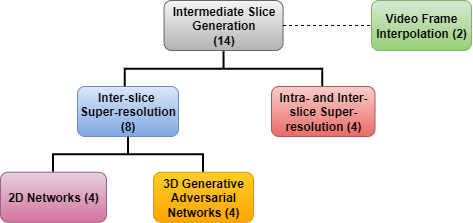 Intermediate Slice
Generation
(14)
Video Frame
Interpolation (2)
Inter-slice
Super-resolution
(8)
Intra- and Inter-
slice Super-
resolution (4)
2D Networks (4)
3D Generative
Adversarial
Networks (4)